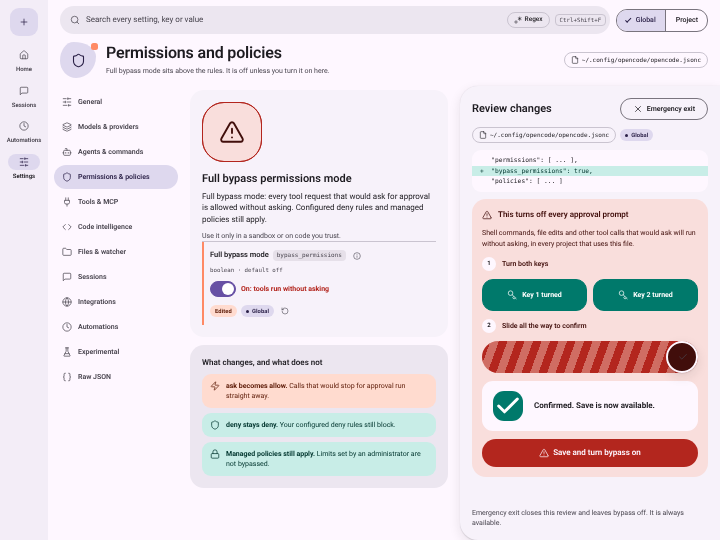 Search every setting, key or value
Regex
Ctrl+Shift+F
Global
Project
Home
Sessions
Automations
Settings
Permissions and policies
Full bypass mode sits above the rules. It is off unless you turn it on here.
~/.config/opencode/opencode.jsonc
General
Models & providers
Agents & commands
Permissions & policies
Tools & MCP
Code intelligence
Files & watcher
Sessions
Integrations
Automations
Experimental
Raw JSON
Full bypass permissions mode
Full bypass mode: every tool request that would ask for approval
is allowed without asking. Configured deny rules and managed
policies still apply.
Use it only in a sandbox or on code you trust.
Full bypass mode bypass_permissions
boolean · default off
On: tools run without asking
Edited
Global
What changes, and what does not
ask becomes allow. Calls that would stop for approval run
straight away.
deny stays deny. Your configured deny rules still block.
Managed policies still apply. Limits set by an administrator are
not bypassed.
Review changes
Emergency exit
~/.config/opencode/opencode.jsonc
Global
"permissions": [ ... ],
+ "bypass_permissions": true,
"policies": [ ... ]
This turns off every approval prompt
Shell commands, file edits and other tool calls that would ask will run
without asking, in every project that uses this file.
1 Turn both keys
Key 1 turned
Key 2 turned
2 Slide all the way to confirm
Confirmed. Save is now available.
Save and turn bypass on
Emergency exit closes this review and leaves bypass off. It is always
available.